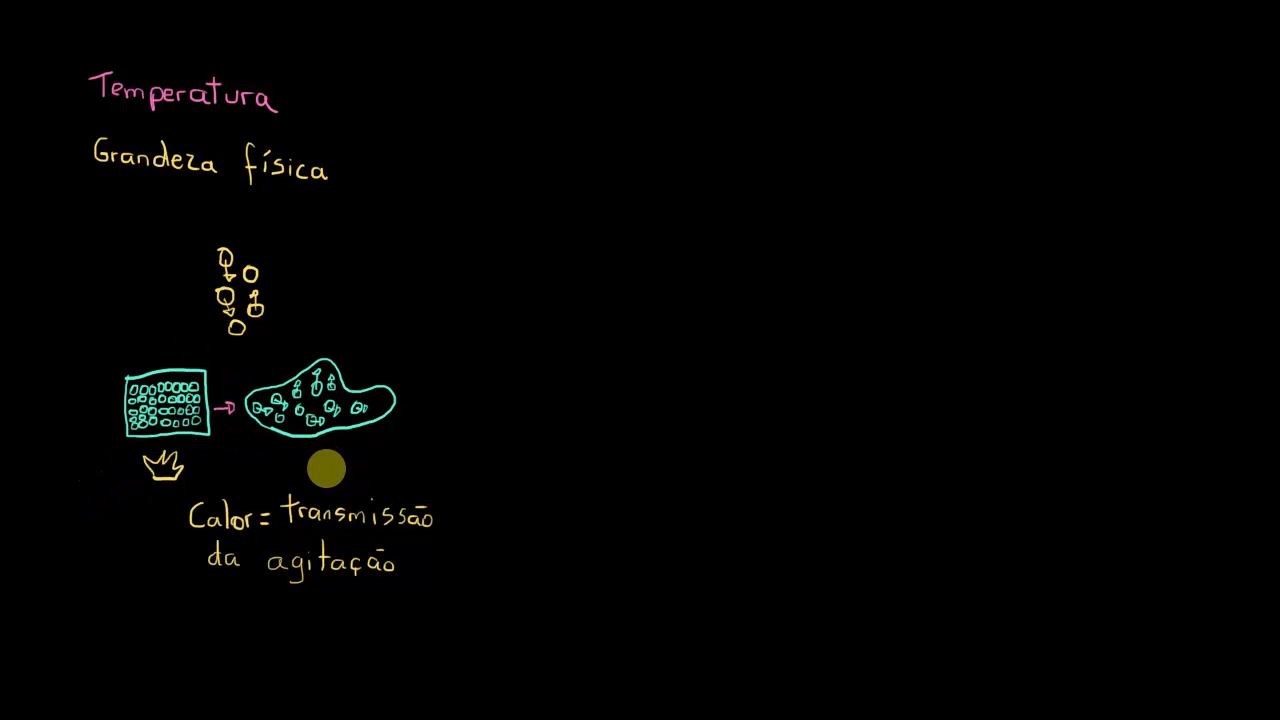 Temperatura
Grandeza física
Calor = transmissão
da agitação